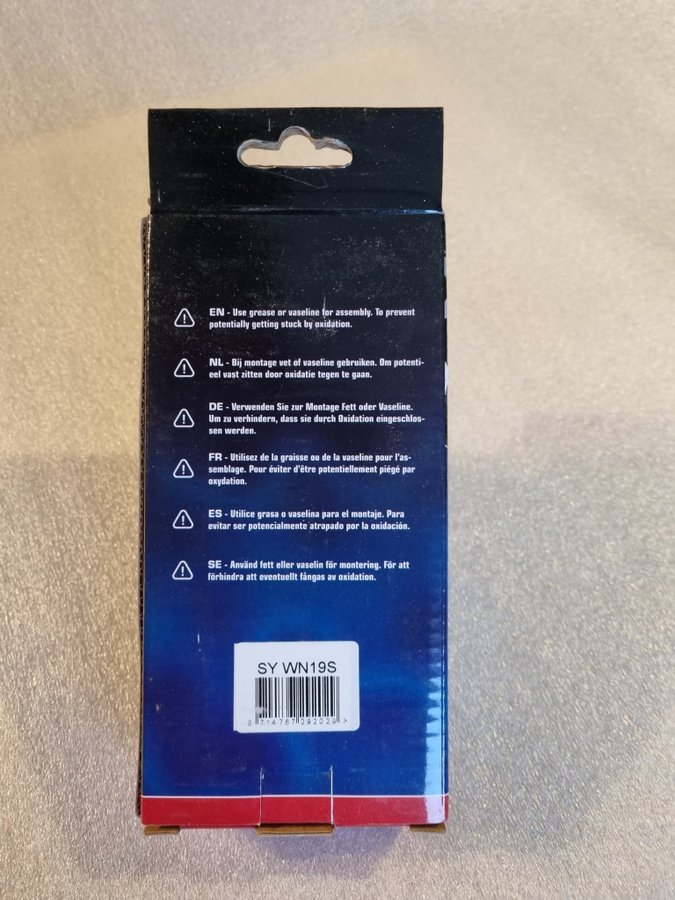 EN - Use grease or vaseline for assembly. To prevent
potentially getting stuck by oxidation.
NL - Bij montage vet of vaseline gebruiken. Om potenti-
eel vast zitten door oxidatie tegen te gaan.
DE - Verwenden Sie zur Montage Fett oder Vaseline.
Um zu verhindern, dass sie durch Oxidation eingeschlos-
sen werden.
FR - Utilisez de la graisse ou de la vaseline pour l'as-
semblage. Pour éviter d'être potentiellement piégé par
oxydation.
ES - Utilice grasa o vaselina para el montaje. Para
evitar ser potencialmente atrapado por la oxidación.
SE - Använd fett eller vaselin för montering. För att
förhindra att eventuellt fångas av oxidation.
SY WN19S
8 714767 292029 >